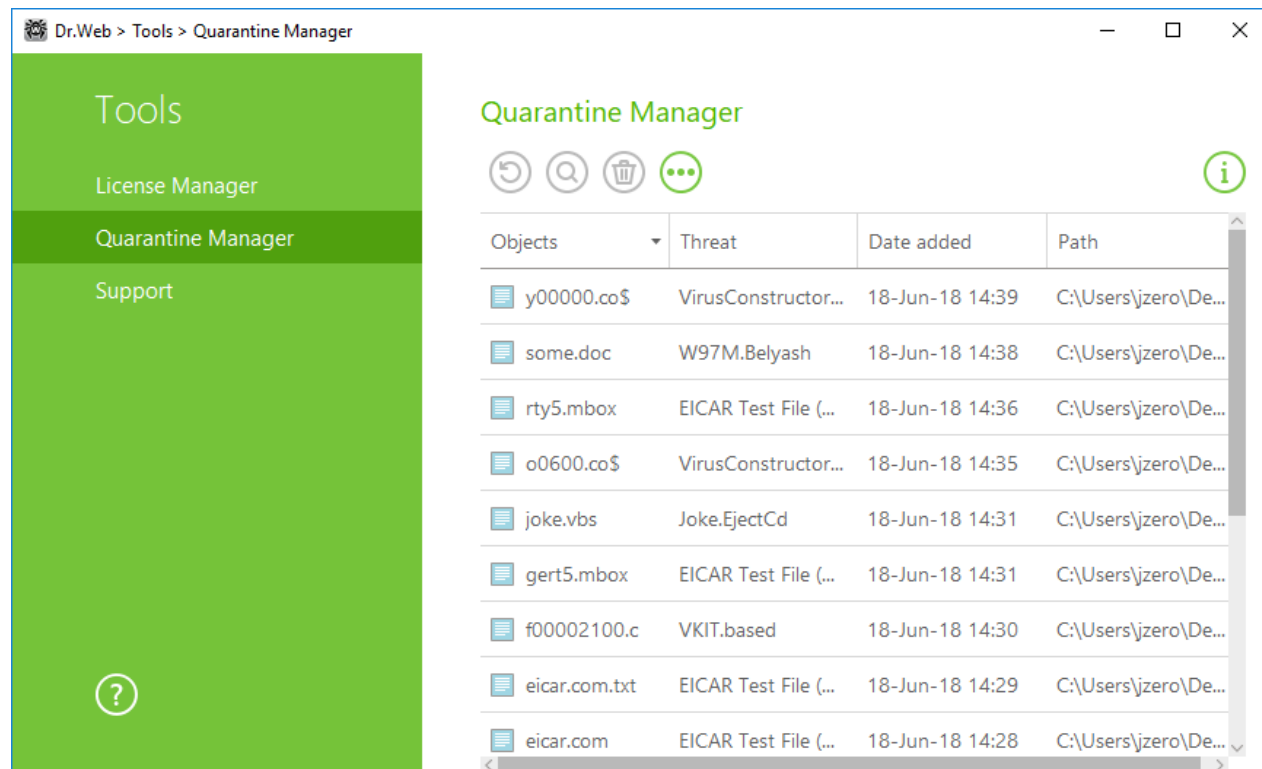 Dr.Web > Tools > Quarantine Manager
Tools
License Manager
Quarantine Manager
Support
?
Quarantine Manager
i
Objects Threat Date added Path
y00000.co$ VirusConstructor... 18-Jun-18 14:39 C:\Users\jzero\De...
some.doc W97M.Belyash 18-Jun-18 14:38 C:\Users\jzero\De...
rty5.mbox EICAR Test File (... 18-Jun-18 14:36 C:\Users\jzero\De...
o0600.co$ VirusConstructor... 18-Jun-18 14:35 C:\Users\jzero\De...
joke.vbs Joke.EjectCd 18-Jun-18 14:31 C:\Users\jzero\De...
gert5.mbox EICAR Test File (... 18-Jun-18 14:31 C:\Users\jzero\De...
f00002100.c VKIT.based 18-Jun-18 14:30 C:\Users\jzero\De...
eicar.com.txt EICAR Test File (... 18-Jun-18 14:29 C:\Users\jzero\De...
eicar.com EICAR Test File (... 18-Jun-18 14:28 C:\Users\jzero\De...